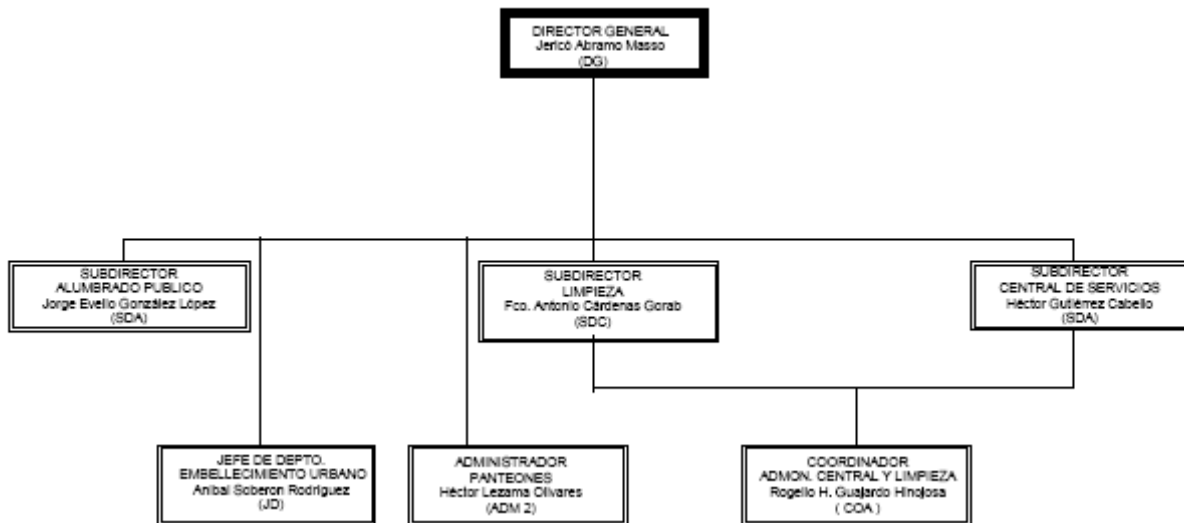 DIRECTOR GENERAL
Jericó Abramo Masso
(DG)
SUBDIRECTOR
ALUMBRADO PUBLICO
Jorge Evelio González López
(SDA)
SUBDIRECTOR
LIMPIEZA
Fco. Antonio Cárdenas Gorab
(SDC)
SUBDIRECTOR
CENTRAL DE SERVICIOS
Héctor Gutiérrez Cabello
(SDA)
JEFE DE DEPTO.
EMBELLECIMIENTO URBANO
Anibal Soberon Rodríguez
(JD)
ADMINISTRADOR
PANTEONES
Héctor Lezama Olivares
(ADM 2)
COORDINADOR
ADMON. CENTRAL Y LIMPIEZA
Rogelio H. Guajardo Hinojosa
( COA )